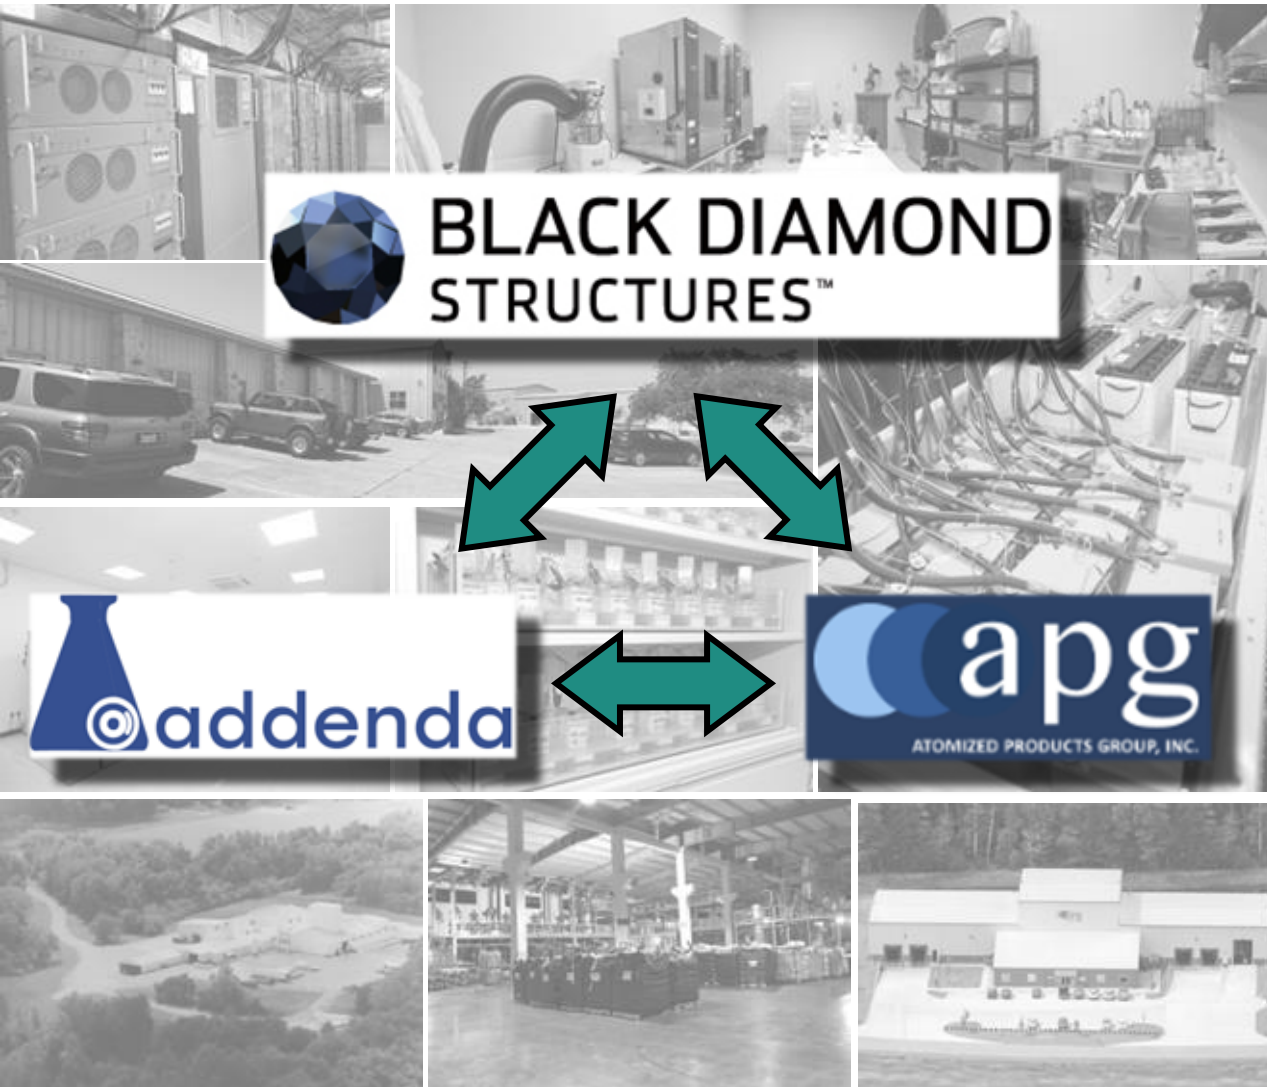 BLACK DIAMOND
STRUCTURES™
addenda
apg
ATOMIZED PRODUCTS GROUP, INC.